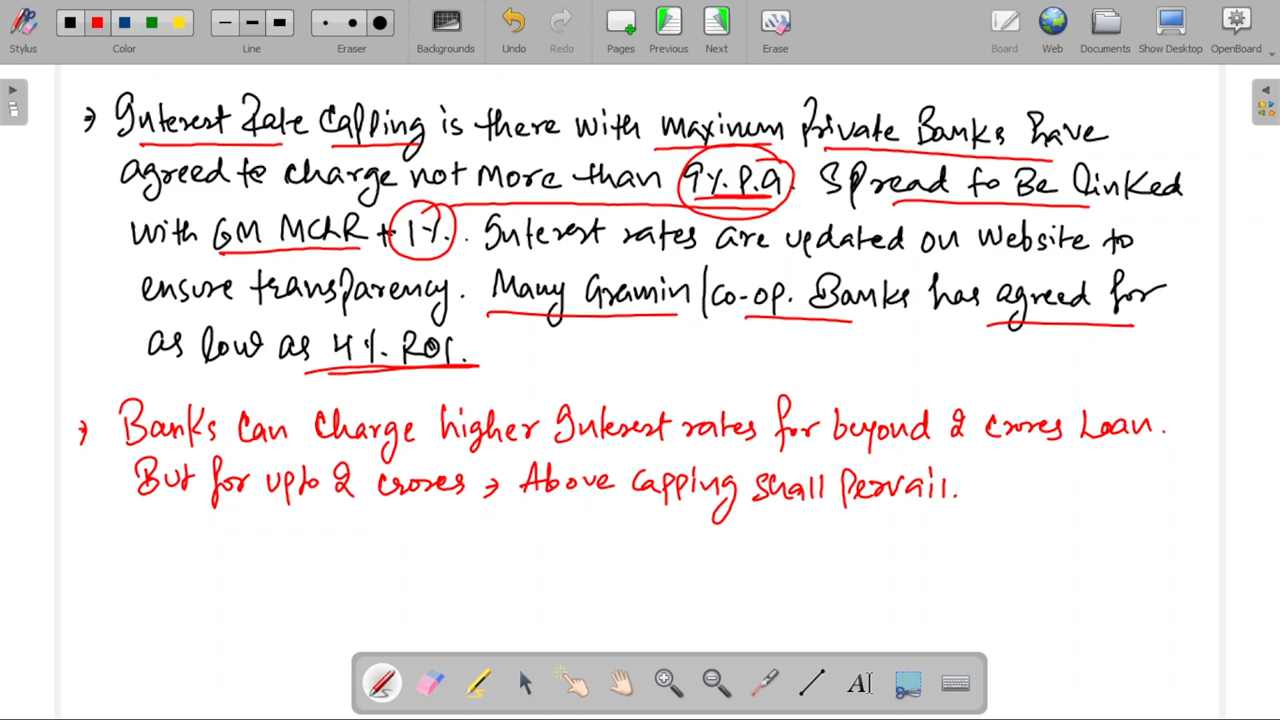 Stylus
Color
Line
Eraser
Backgrounds
Undo
Redo
Pages
Previous
Next
Erase
Board
Web
Documents
Show Desktop
OpenBoard
→ Interest Rate Capping is there with maximum Private Banks have
agreed to charge not more than 9%.P.a. Spread to Be linked
with 6M MCLR + 1%. Interest rates are updated on Website to
ensure transparency. Many Gramin/Co-op. Banks has agreed for
as low as 4%. ROI.
→ Banks can charge higher Interest rates for beyond 2 crores Loan.
But for upto 2 crores → Above capping shall pervail.
AI